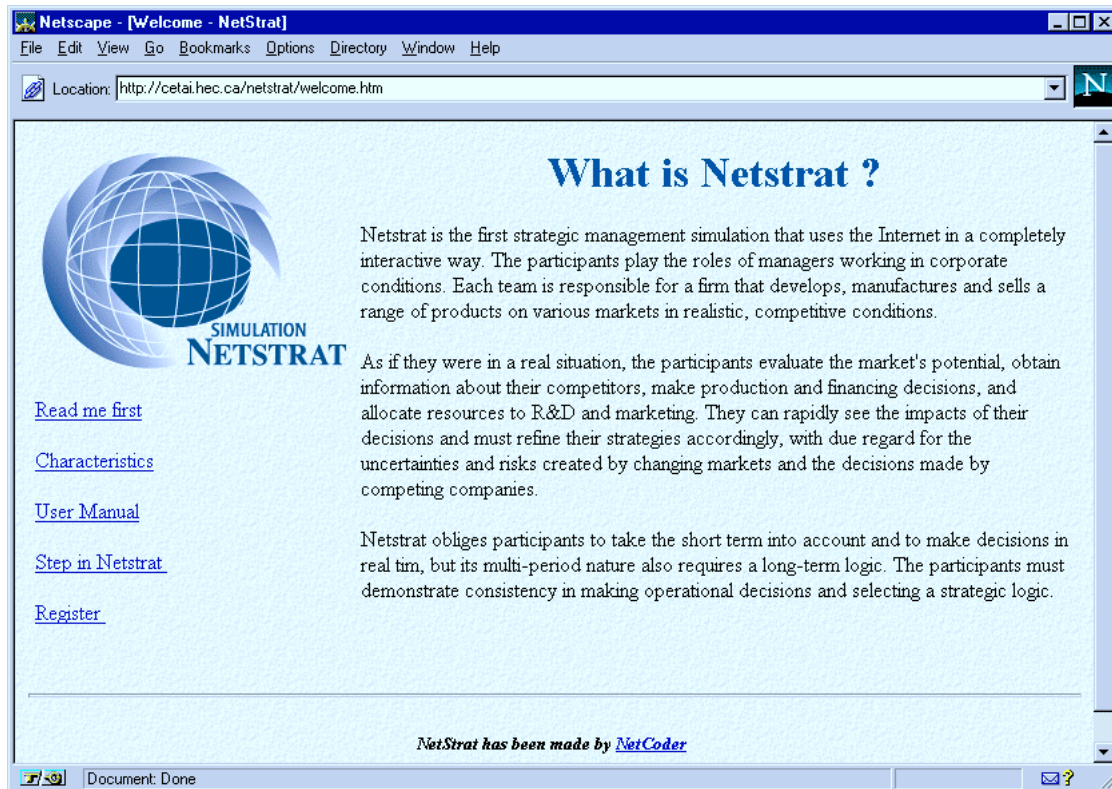 Netscape - [Welcome - NetStrat]
File Edit View Go Bookmarks Options Directory Window Help
Location: http://cetai.hec.ca/netstrat/welcome.htm
N
SIMULATION
NETSTRAT
Read me first
Characteristics
User Manual
Step in Netstrat
Register
What is Netstrat ?
Netstrat is the first strategic management simulation that uses the Internet in a completely
interactive way. The participants play the roles of managers working in corporate
conditions. Each team is responsible for a firm that develops, manufactures and sells a
range of products on various markets in realistic, competitive conditions.
As if they were in a real situation, the participants evaluate the market's potential, obtain
information about their competitors, make production and financing decisions, and
allocate resources to R&D and marketing. They can rapidly see the impacts of their
decisions and must refine their strategies accordingly, with due regard for the
uncertainties and risks created by changing markets and the decisions made by
competing companies.
Netstrat obliges participants to take the short term into account and to make decisions in
real tim, but its multi-period nature also requires a long-term logic. The participants must
demonstrate consistency in making operational decisions and selecting a strategic logic.
NetStrat has been made by NetCoder
Document: Done
?